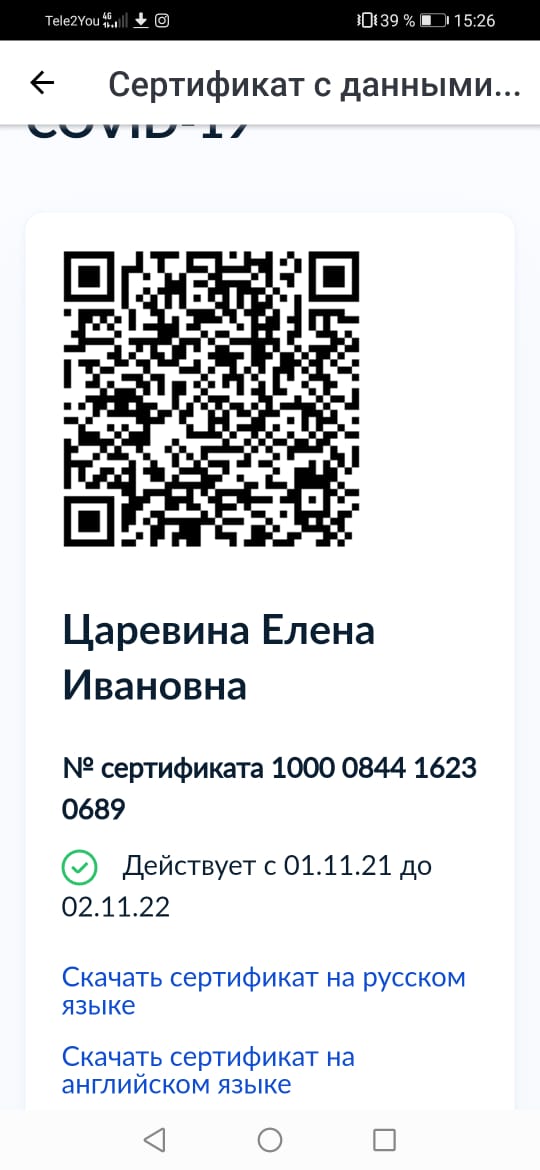 Tele2You 4G 39 % 15:26
Сертификат с данными...
COVID-19
Царевина Елена
Ивановна
№ сертификата 1000 0844 1623
0689
Действует с 01.11.21 до
02.11.22
Скачать сертификат на русском
языке
Скачать сертификат на
английском языке